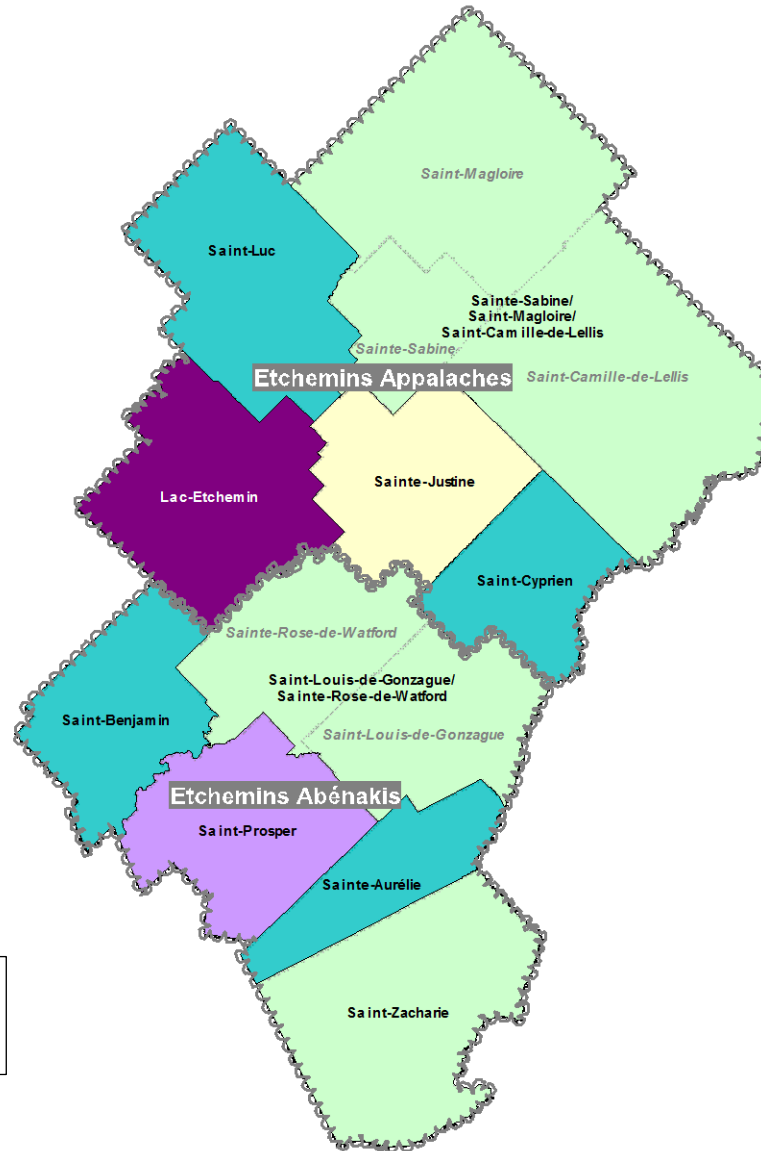 Saint-Magloire
Saint-Luc
Sainte-Sabine/
Saint-Magloire/
Saint-Camille-de-Lellis
Sainte-Sabine
Etchemins Appalaches
Saint-Camille-de-Lellis
Sainte-Justine
Lac-Etchemin
Saint-Cyprien
Sainte-Rose-de-Watford
Saint-Louis-de-Gonzague/
Sainte-Rose-de-Watford
Saint-Benjamin
Saint-Louis-de-Gonzague
Etchemins Abénakis
Saint-Prosper
Sainte-Aurélie
Saint-Zacharie